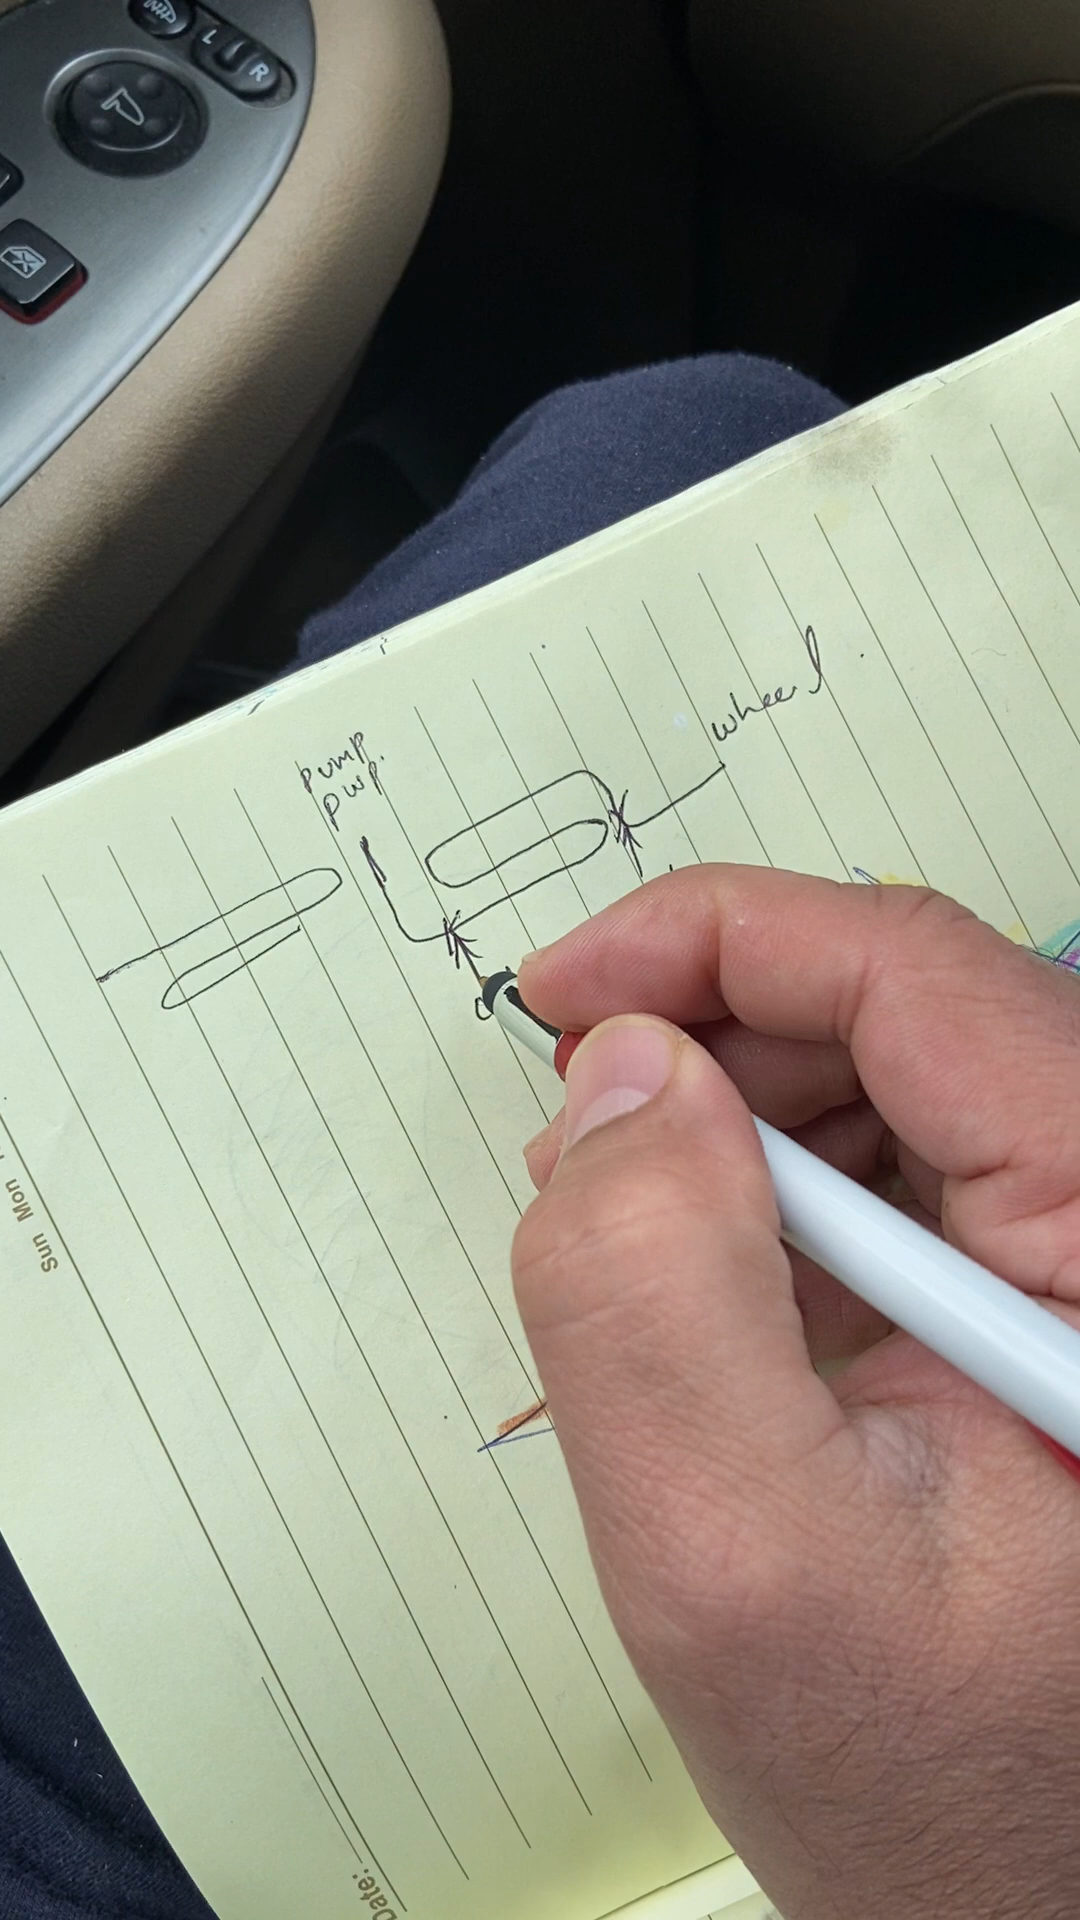 L R
pump
pwp.
wheel.
Sun Mon
Date: